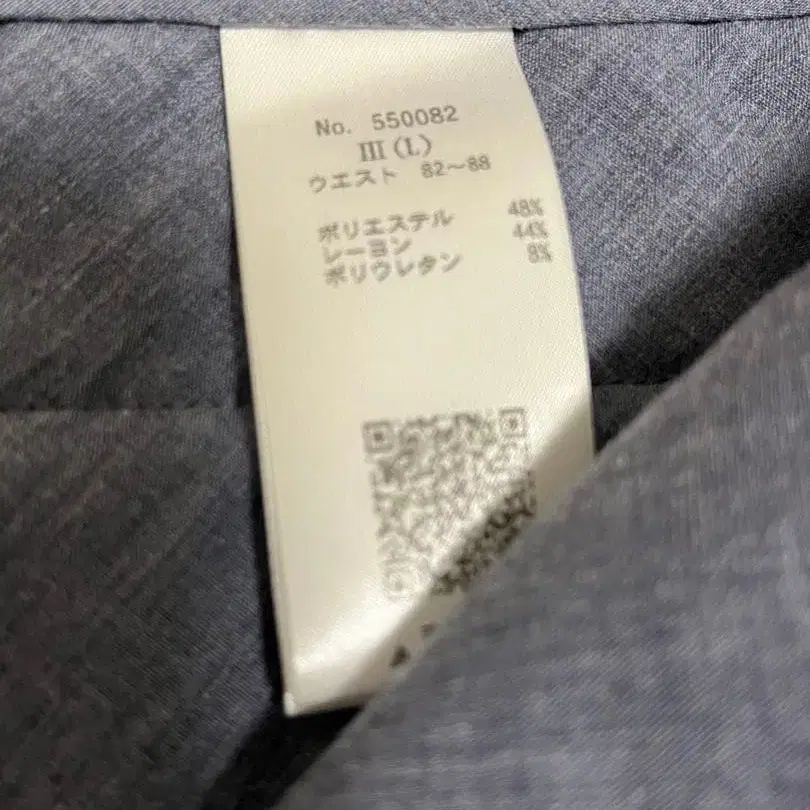 No. 550082
III (L)
ウエスト 82〜88
ポリエステル 48%
レーヨン 44%
ポリウレタン 8%